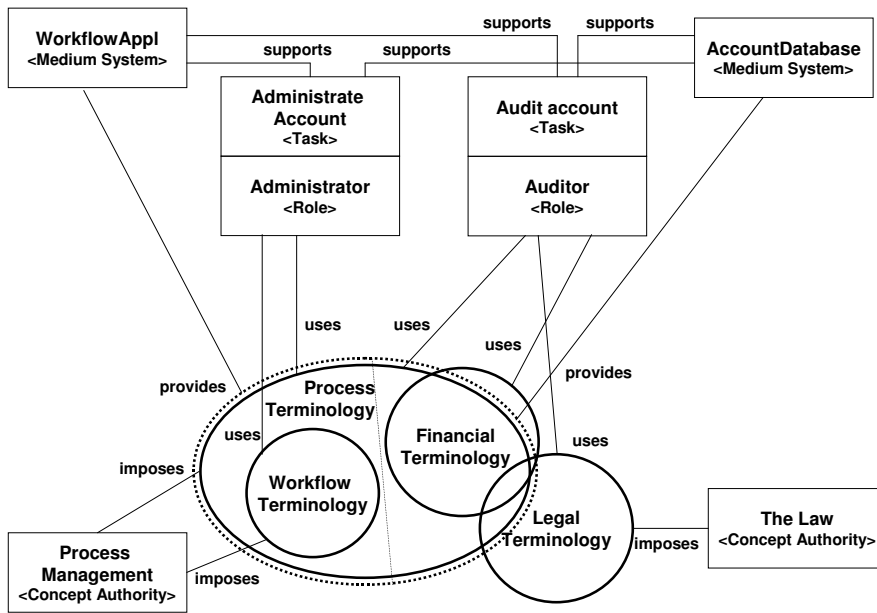 WorkflowAppl
<Medium System>
supports
supports
supports
supports
AccountDatabase
<Medium System>
Administrate
Account
<Task>
Audit account
<Task>
Administrator
<Role>
Auditor
<Role>
uses
uses
uses
provides
provides
Process
Terminology
uses
Financial
Terminology
uses
imposes
Workflow
Terminology
Legal
Terminology
imposes
The Law
<Concept Authority>
Process
Management
<Concept Authority>
imposes